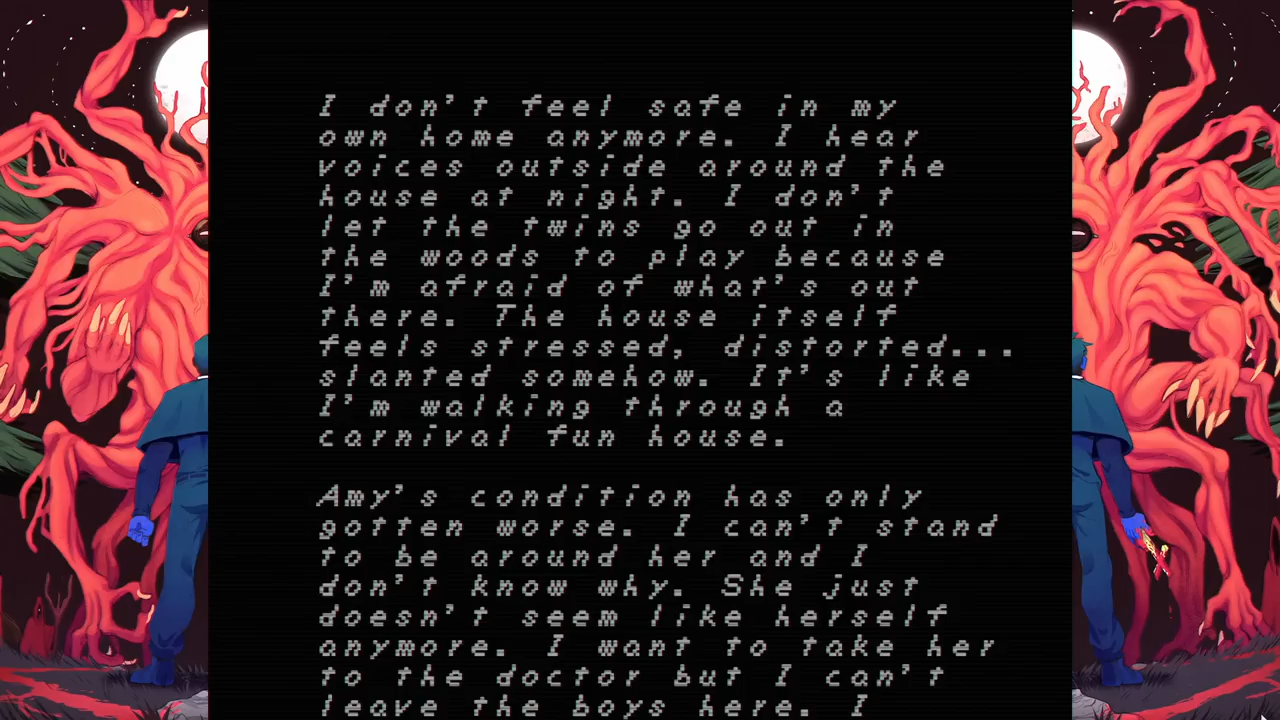 I don't feel safe in my
own home anymore. I hear
voices outside around the
house at night. I don't
let the twins go out in
the woods to play because
I'm afraid of what's out
there. The house itself
feels stressed, distorted...
slanted somehow. It's like
I'm walking through a
carnival fun house.
Amy's condition has only
gotten worse. I can't stand
to be around her and I
don't know why. She just
doesn't seem like herself
anymore. I want to take her
to the doctor but I can't
leave the boys here. I